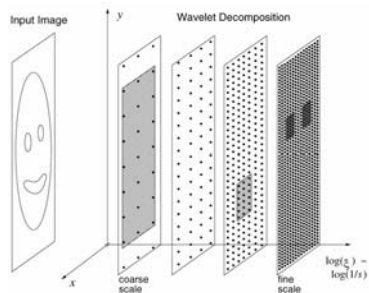 Input Image
Wavelet Decomposition
y
x
coarse
scale
fine
scale
log(ξ) ~
log(1/s)